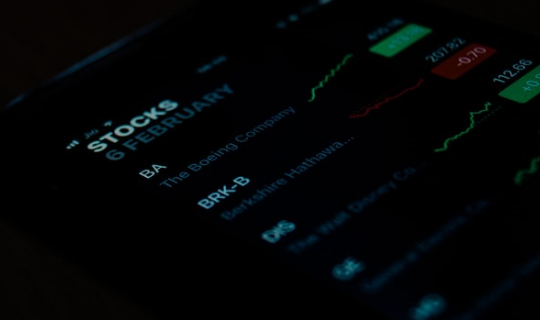 STOCKS
6 FEBRUARY
BA
The Boeing Company
BRK-B
207.82
-0.70
Berkshire Hathawa...
DIS
112.66
The Walt Disney Co...
GE
General Electric Co